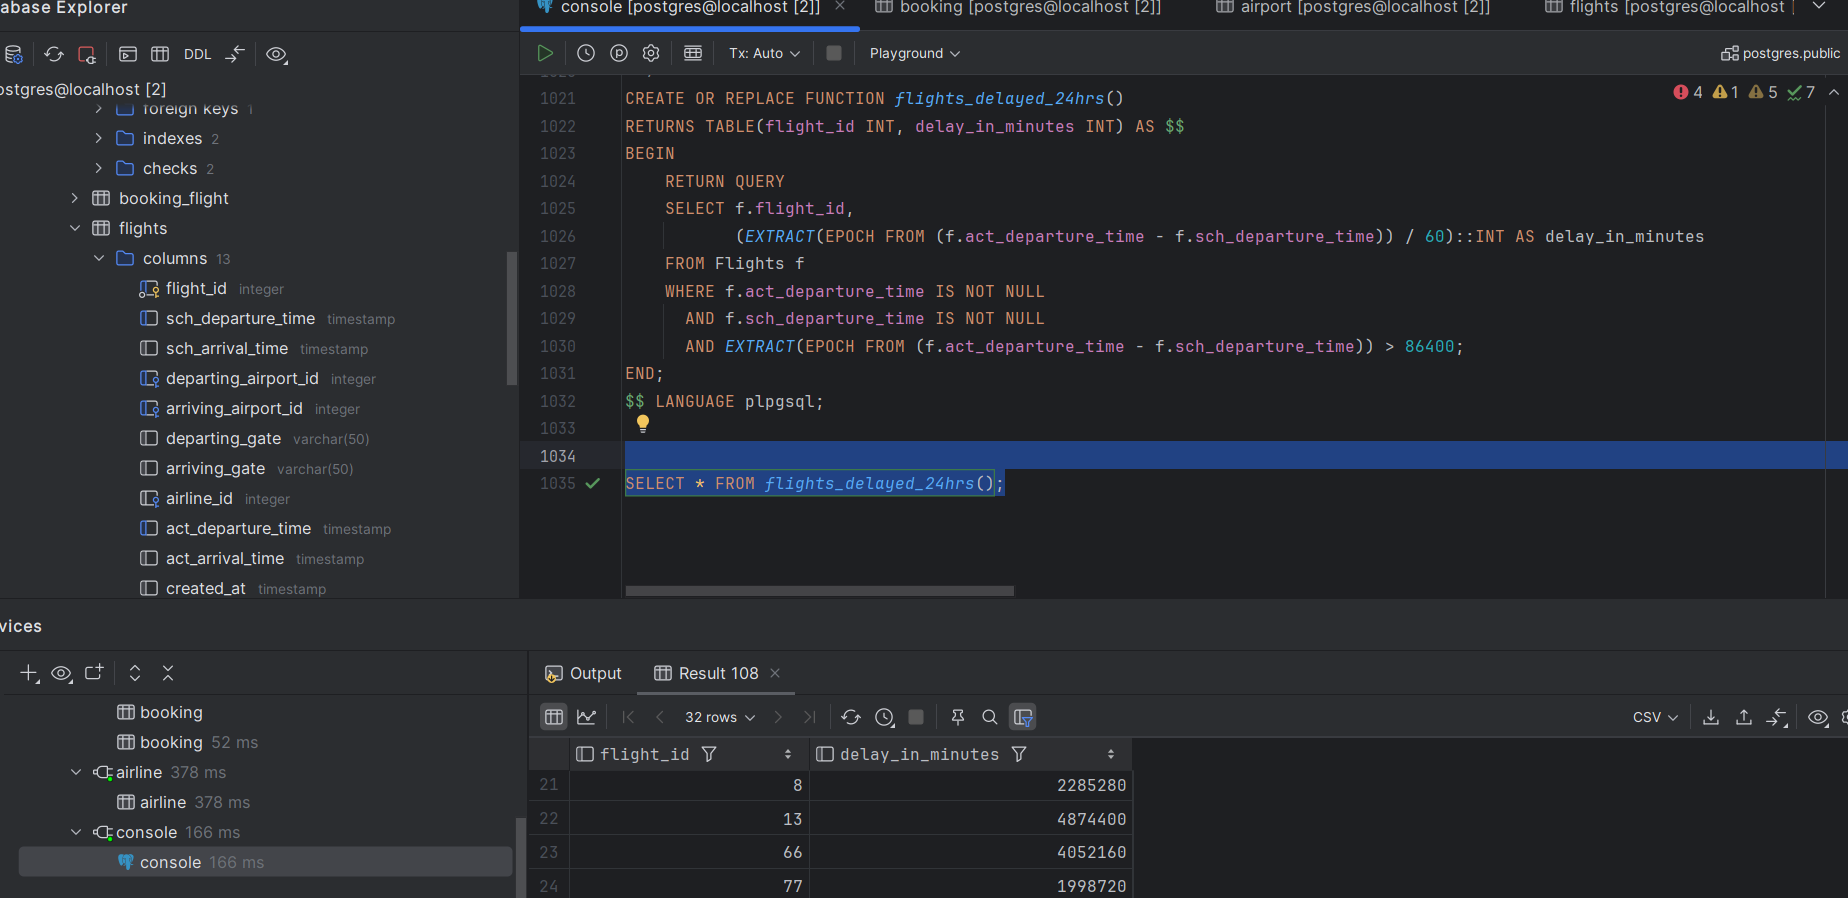 abase Explorer
console [postgres@localhost [2]]
booking [postgres@localhost [2]]
airport [postgres@localhost [2]]
flights [postgres@localhost
DDL
Tx: Auto
Playground
postgres.public
ostgres@localhost [2]
foreign keys 1
indexes 2
checks 2
booking_flight
flights
columns 13
flight_id integer
sch_departure_time timestamp
sch_arrival_time timestamp
departing_airport_id integer
arriving_airport_id integer
departing_gate varchar(50)
arriving_gate varchar(50)
airline_id integer
act_departure_time timestamp
act_arrival_time timestamp
created_at timestamp
4 1 5 7
1021 CREATE OR REPLACE FUNCTION flights_delayed_24hrs()
1022 RETURNS TABLE(flight_id INT, delay_in_minutes INT) AS $$
1023 BEGIN
1024 RETURN QUERY
1025 SELECT f.flight_id,
1026 (EXTRACT(EPOCH FROM (f.act_departure_time - f.sch_departure_time)) / 60)::INT AS delay_in_minutes
1027 FROM Flights f
1028 WHERE f.act_departure_time IS NOT NULL
1029 AND f.sch_departure_time IS NOT NULL
1030 AND EXTRACT(EPOCH FROM (f.act_departure_time - f.sch_departure_time)) > 86400;
1031 END;
1032 $$ LANGUAGE plpgsql;
1033
1034
1035 SELECT * FROM flights_delayed_24hrs();
vices
booking
booking 52 ms
airline 378 ms
airline 378 ms
console 166 ms
console 166 ms
Output
Result 108
32 rows
CSV
flight_id delay_in_minutes
21 8 2285280
22 13 4874400
23 66 4052160
24 77 1998720